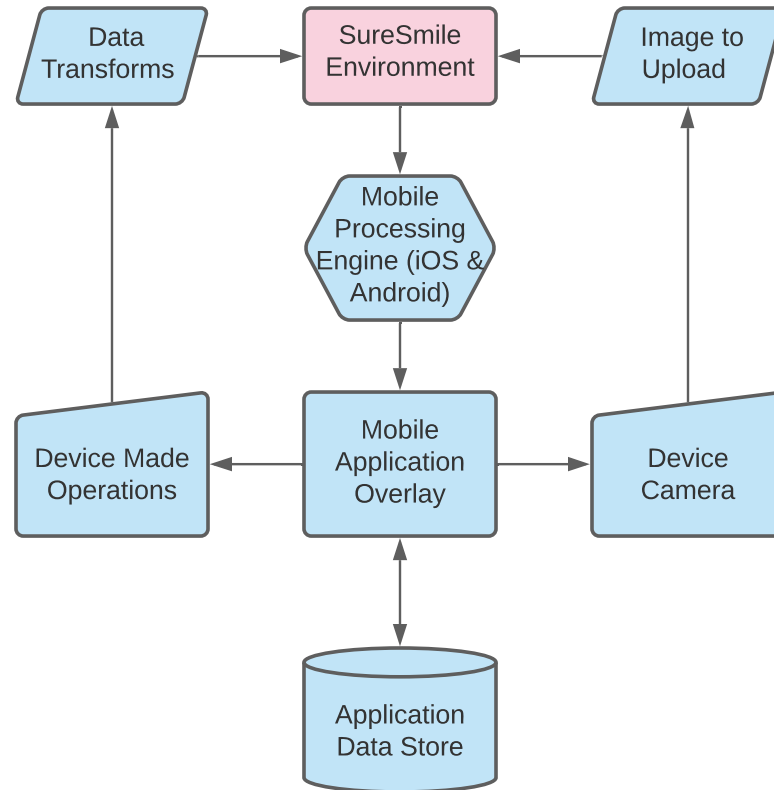 Data
Transforms
SureSmile
Environment
Image to
Upload
Mobile
Processing
Engine (iOS &
Android)
Device Made
Operations
Mobile
Application
Overlay
Device
Camera
Application
Data Store